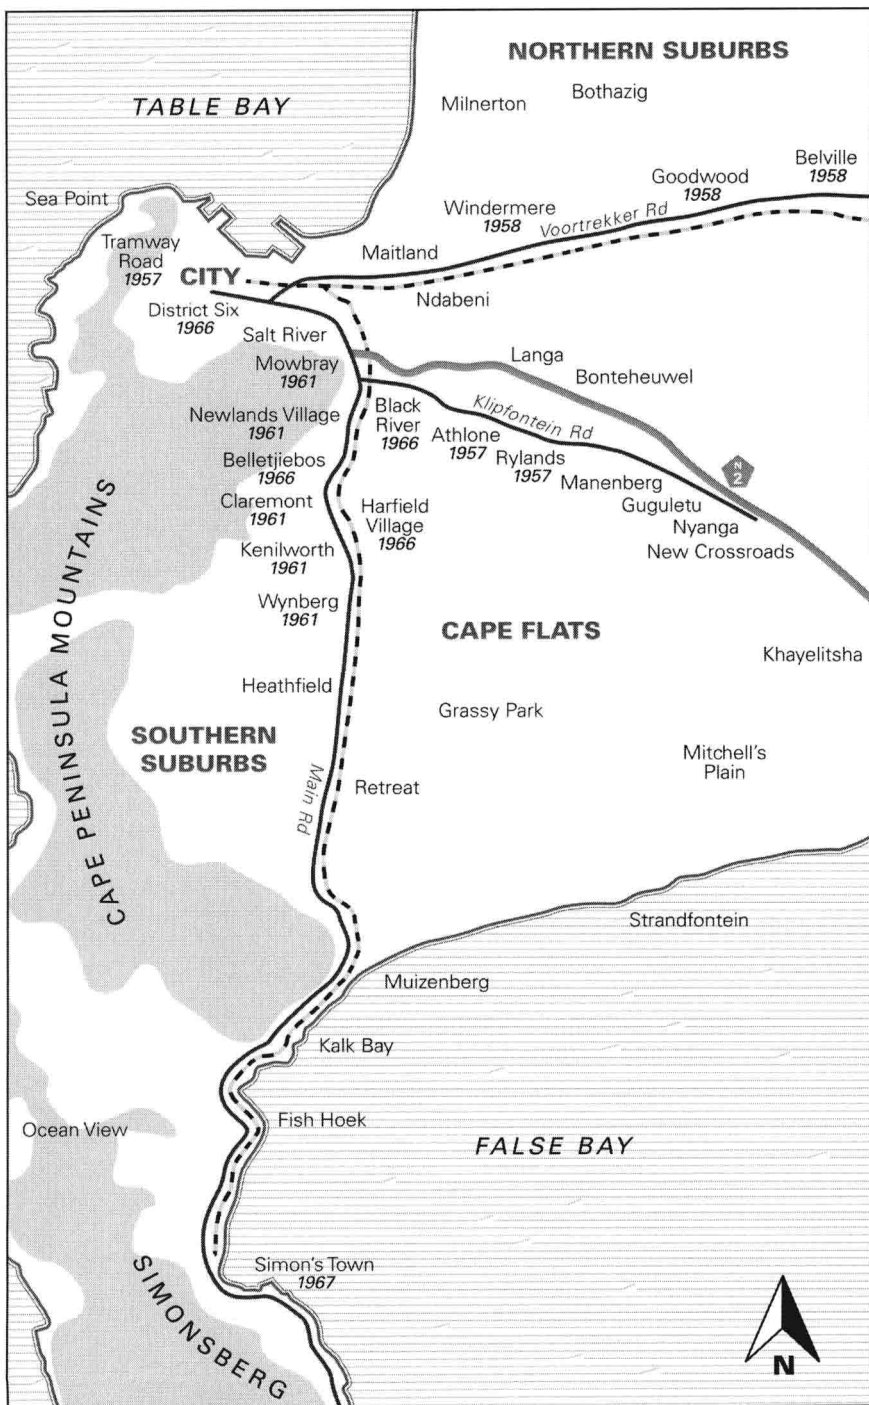 NORTHERN SUBURBS
Bothazig
Milnerton
TABLE BAY
Belville
1958
Goodwood
1958
Sea Point
Windermere
1958
Voortrekker Rd
Tramway
Road
1957
Maitland
CITY
Ndabeni
District Six
1966
Salt River
Langa
Mowbray
1961
Bonteheuwel
Newlands Village
1961
Black
River
1966
Klipfontein Rd
Athlone
1957
Rylands
1957
Belletjiebos
1966
N
2
Manenberg
Claremont
1961
Harfield
Village
1966
Guguletu
Nyanga
New Crossroads
Kenilworth
1961
CAPE PENINSULA MOUNTAINS
Wynberg
1961
CAPE FLATS
Khayelitsha
Heathfield
Grassy Park
SOUTHERN
SUBURBS
Mitchell's
Plain
Main Rd
Retreat
Strandfontein
Muizenberg
Kalk Bay
Fish Hoek
Ocean View
FALSE BAY
Simon's Town
1967
SIMONSBERG
N